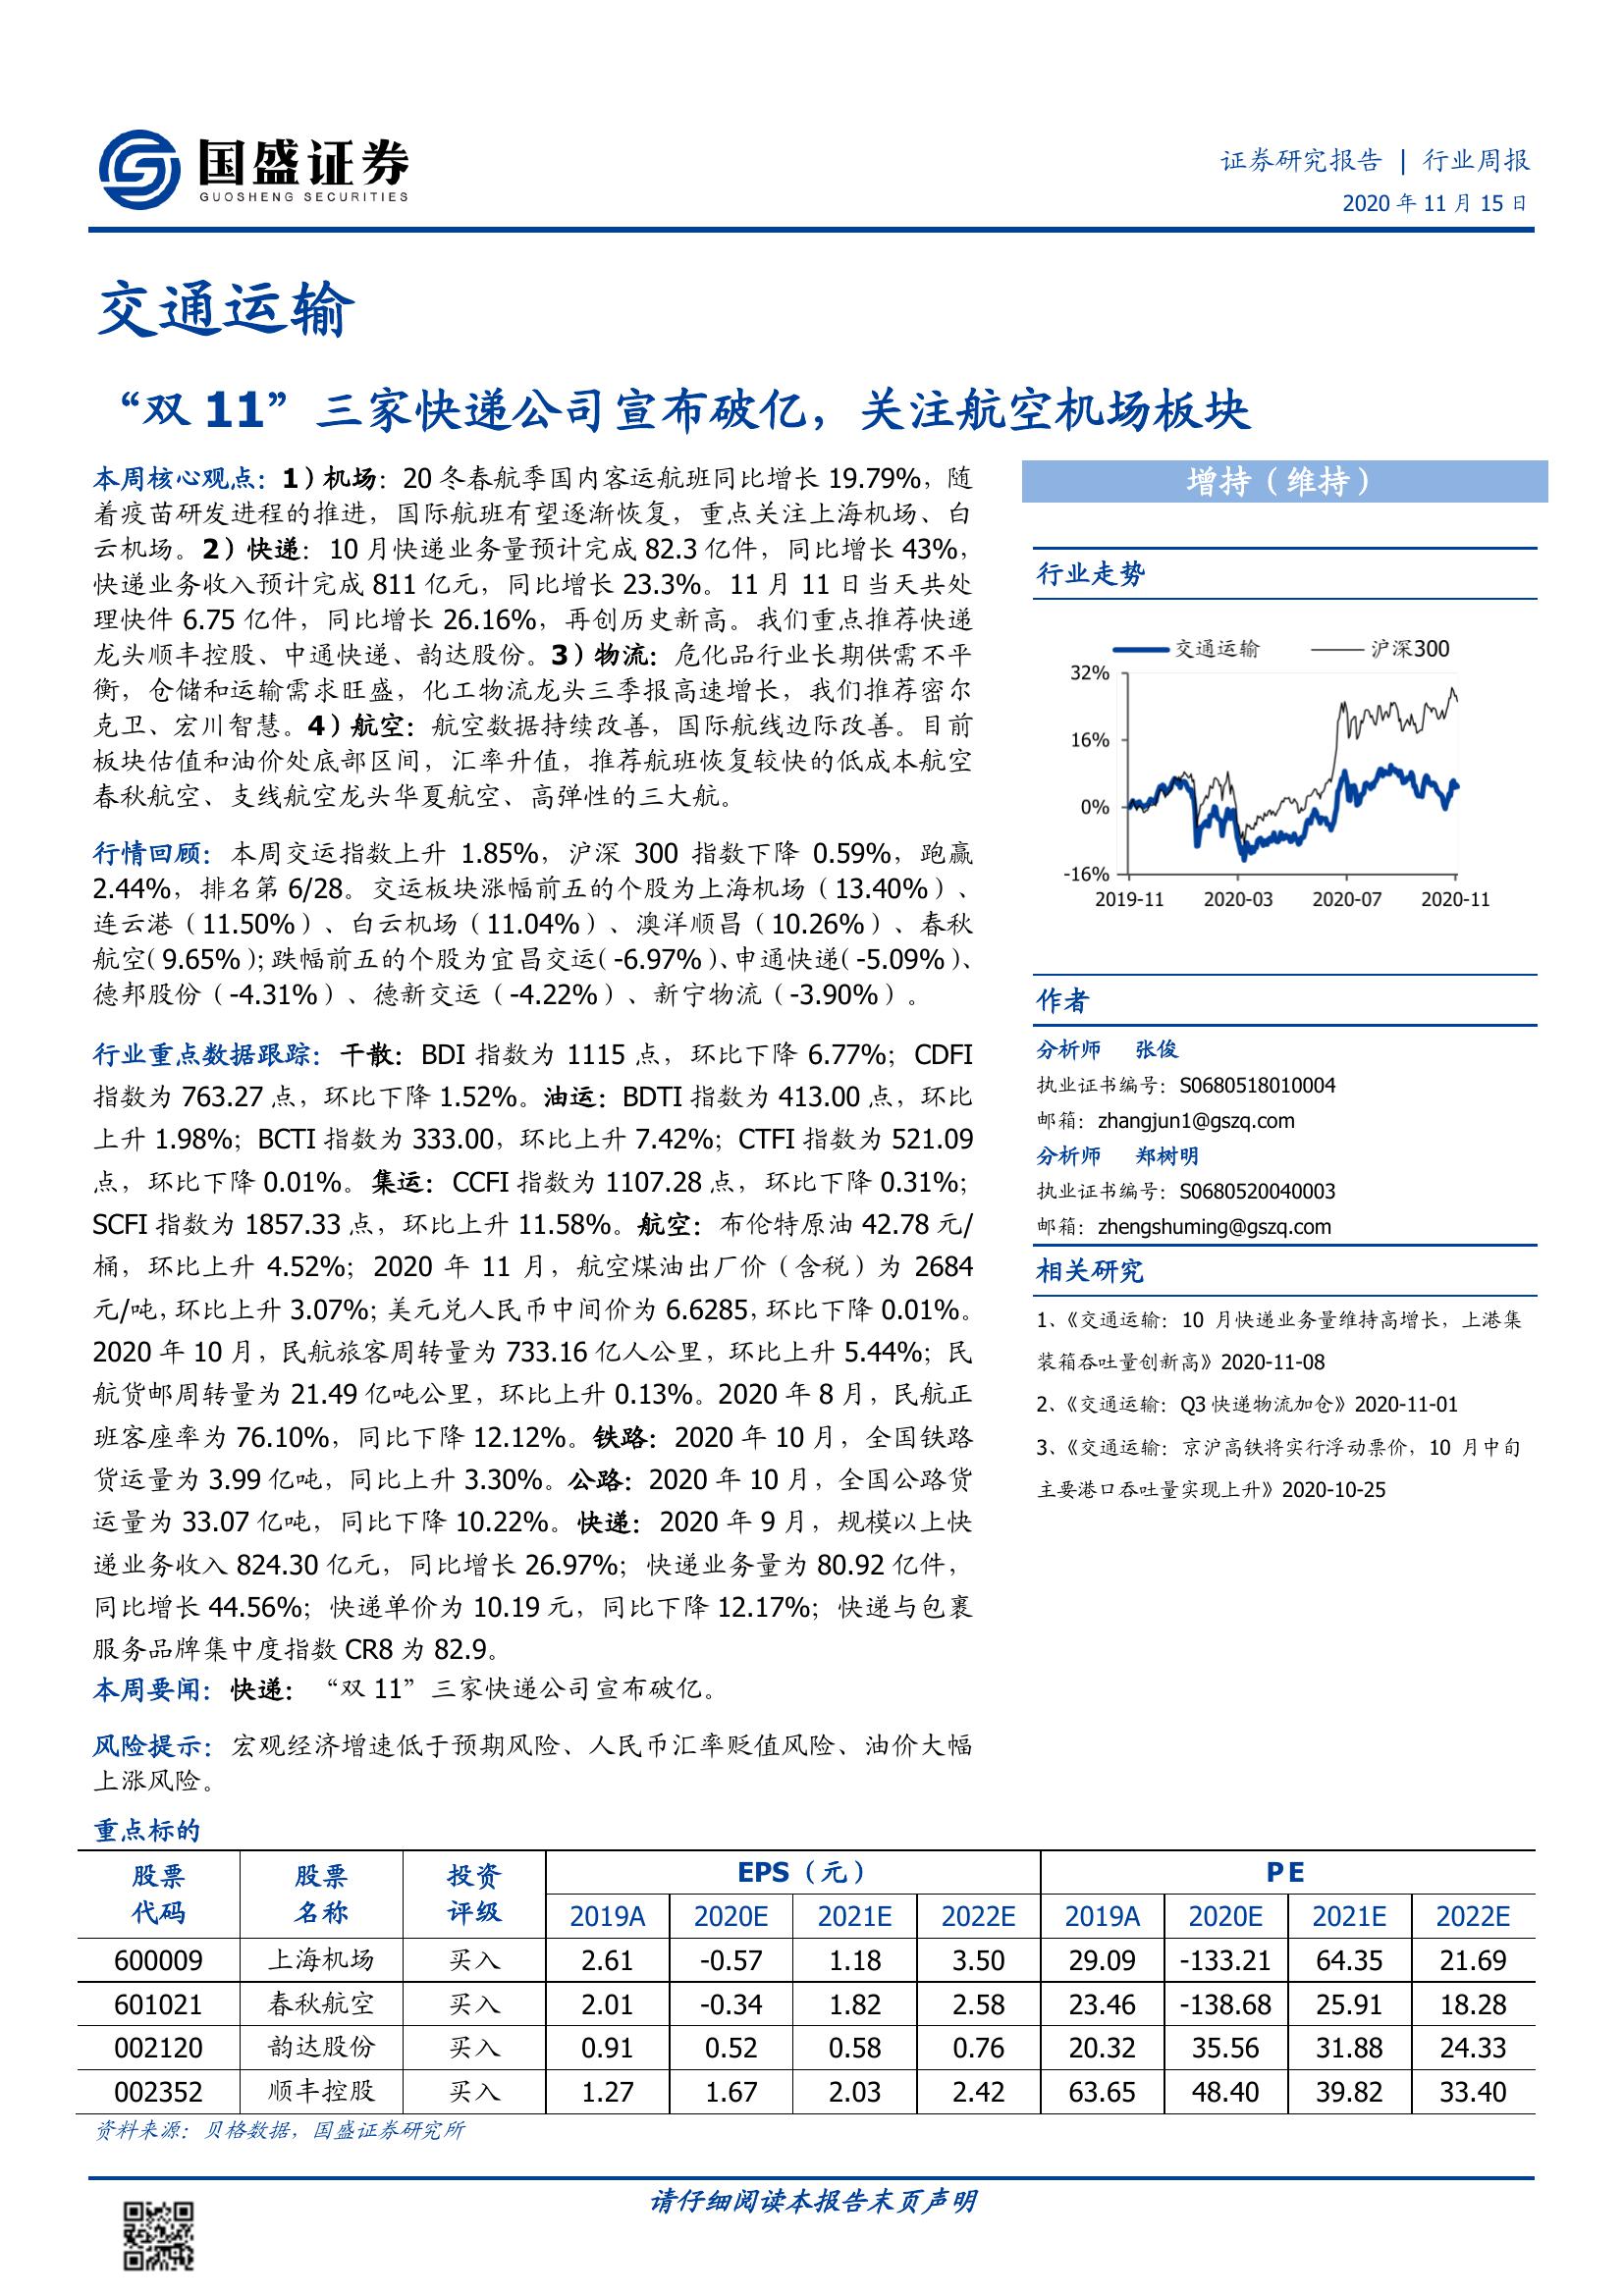 国盛证券
GUOSHENG SECURITIES
证券研究报告 | 行业周报
2020 年 11 月 15 日
交通运输
“双 11”三家快递公司宣布破亿，关注航空机场板块
本周核心观点：1）机场：20 冬春航季国内客运航班同比增长 19.79%，随
着疫苗研发进程的推进，国际航班有望逐渐恢复，重点关注上海机场、白
云机场。2）快递：10 月快递业务量预计完成 82.3 亿件，同比增长 43%，
快递业务收入预计完成 811 亿元，同比增长 23.3%。11 月 11 日当天共处
理快件 6.75 亿件，同比增长 26.16%，再创历史新高。我们重点推荐快递
龙头顺丰控股、中通快递、韵达股份。3）物流：危化品行业长期供需不平
衡，仓储和运输需求旺盛，化工物流龙头三季报高速增长，我们推荐密尔
克卫、宏川智慧。4）航空：航空数据持续改善，国际航线边际改善。目前
板块估值和油价处底部区间，汇率升值，推荐航班恢复较快的低成本航空
春秋航空、支线航空龙头华夏航空、高弹性的三大航。
行情回顾：本周交运指数上升 1.85%，沪深 300 指数下降 0.59%，跑赢
2.44%，排名第 6/28。交运板块涨幅前五的个股为上海机场（13.40%）、
连云港（11.50%）、白云机场（11.04%）、澳洋顺昌（10.26%）、春秋
航空（9.65%）；跌幅前五的个股为宜昌交运（-6.97%）、申通快递（-5.09%）、
德邦股份（-4.31%）、德新交运（-4.22%）、新宁物流（-3.90%）。
行业重点数据跟踪：干散：BDI 指数为 1115 点，环比下降 6.77%；CDFI
指数为 763.27 点，环比下降 1.52%。油运：BDTI 指数为 413.00 点，环比
上升 1.98%；BCTI 指数为 333.00，环比上升 7.42%；CTFI 指数为 521.09
点，环比下降 0.01%。集运：CCFI 指数为 1107.28 点，环比下降 0.31%；
SCFI 指数为 1857.33 点，环比上升 11.58%。航空：布伦特原油 42.78 元/
桶，环比上升 4.52%；2020 年 11 月，航空煤油出厂价（含税）为 2684
元/吨，环比上升 3.07%；美元兑人民币中间价为 6.6285，环比下降 0.01%。
2020 年 10 月，民航旅客周转量为 733.16 亿人公里，环比上升 5.44%；民
航货邮周转量为 21.49 亿吨公里，环比上升 0.13%。2020 年 8 月，民航正
班客座率为 76.10%，同比下降 12.12%。铁路：2020 年 10 月，全国铁路
货运量为 3.99 亿吨，同比上升 3.30%。公路：2020 年 10 月，全国公路货
运量为 33.07 亿吨，同比下降 10.22%。快递：2020 年 9 月，规模以上快
递业务收入 824.30 亿元，同比增长 26.97%；快递业务量为 80.92 亿件，
同比增长 44.56%；快递单价为 10.19 元，同比下降 12.17%；快递与包裹
服务品牌集中度指数 CR8 为 82.9。
本周要闻：快递：“双 11”三家快递公司宣布破亿。
风险提示：宏观经济增速低于预期风险、人民币汇率贬值风险、油价大幅
上涨风险。
增持（维持）
行业走势
交通运输 沪深300
32%
16%
0%
-16%
2019-11 2020-03 2020-07 2020-11
作者
分析师 张俊
执业证书编号：S0680518010004
邮箱：zhangjun1@gszq.com
分析师 郑树明
执业证书编号：S0680520040003
邮箱：zhengshuming@gszq.com
相关研究
1、《交通运输：10 月快递业务量维持高增长，上港集
装箱吞吐量创新高》2020-11-08
2、《交通运输：Q3 快递物流加仓》2020-11-01
3、《交通运输：京沪高铁将实行浮动票价，10 月中旬
主要港口吞吐量实现上升》2020-10-25
重点标的
股票 股票 投资 EPS（元） P E
代码 名称 评级 2019A 2020E 2021E 2022E 2019A 2020E 2021E 2022E
600009 上海机场 买入 2.61 -0.57 1.18 3.50 29.09 -133.21 64.35 21.69
601021 春秋航空 买入 2.01 -0.34 1.82 2.58 23.46 -138.68 25.91 18.28
002120 韵达股份 买入 0.91 0.52 0.58 0.76 20.32 35.56 31.88 24.33
002352 顺丰控股 买入 1.27 1.67 2.03 2.42 63.65 48.40 39.82 33.40
资料来源：贝格数据，国盛证券研究所
请仔细阅读本报告末页声明